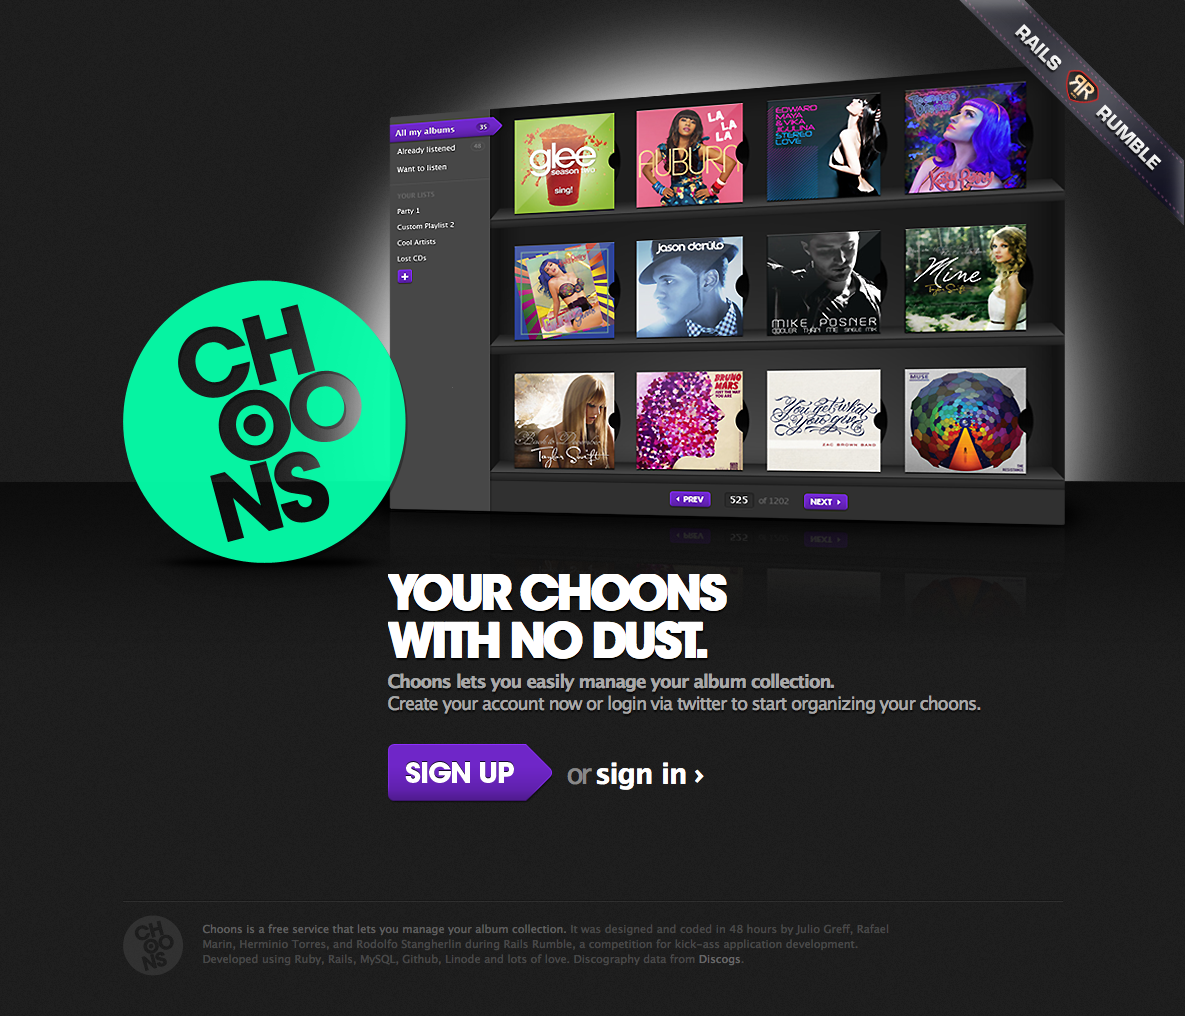 RAILS RR RUMBLE
All my albums 35
Already listened 48
Want to listen
YOUR LISTS
Party 1
Custom Playlist 2
Cool Artists
Lost CDs
+
glee
season two
sing!
LA
LA
LA
AUBURN
EDWARD
MAYA
& VIKA
JIGULINA
STEREO
LOVE
Katy Perry
jason derülo
MIKE POSNER
COOLER THAN ME SINGLE MIX
Mine
Taylor Swift
Back to December
Taylor Swift
BRUNO
MARS
JUST THE WAY
YOU ARE
You get what
You give
ZAC BROWN BAND
MUSE
THE
RESISTANCE
PREV 525 of 1202 NEXT
CH
OO
NS
YOUR CHOONS
WITH NO DUST.
Choons lets you easily manage your album collection.
Create your account now or login via twitter to start organizing your choons.
SIGN UP or sign in ›
CH
OO
NS
Choons is a free service that lets you manage your album collection. It was designed and coded in 48 hours by Julio Greff, Rafael
Marin, Herminio Torres, and Rodolfo Stangherlin during Rails Rumble, a competition for kick-ass application development.
Developed using Ruby, Rails, MySQL, Github, Linode and lots of love. Discography data from Discogs.